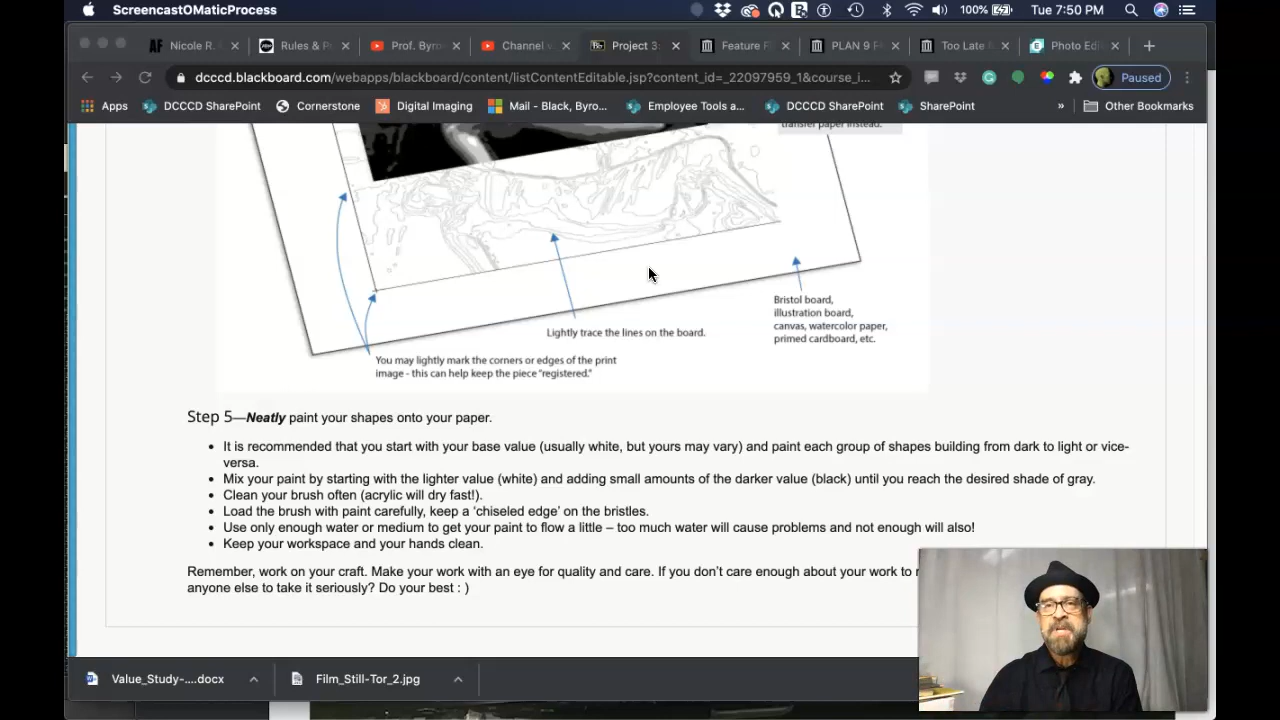 ScreencastOMaticProcess
100%
Tue 7:50 PM
Nicole R.
Rules & P
Prof. Byro
Channel
Project 3:
Feature F
PLAN 9 F
Too Late
Photo Edi
dcccd.blackboard.com/webapps/blackboard/content/listContentEditable.jsp?content_id=_22097959_1&course_i...
Paused
Apps
DCCCD SharePoint
Cornerstone
Digital Imaging
Mail - Black, Byro...
Employee Tools a...
DCCCD SharePoint
SharePoint
»
Other Bookmarks
transfer paper instead.
Bristol board,
illustration board,
canvas, watercolor paper,
primed cardboard, etc.
Lightly trace the lines on the board.
You may lightly mark the corners or edges of the print
image - this can help keep the piece "registered."
Step 5—Neatly paint your shapes onto your paper.
• It is recommended that you start with your base value (usually white, but yours may vary) and paint each group of shapes building from dark to light or vice-
versa.
• Mix your paint by starting with the lighter value (white) and adding small amounts of the darker value (black) until you reach the desired shade of gray.
• Clean your brush often (acrylic will dry fast!).
• Load the brush with paint carefully, keep a ‘chiseled edge’ on the bristles.
• Use only enough water or medium to get your paint to flow a little – too much water will cause problems and not enough will also!
• Keep your workspace and your hands clean.
Remember, work on your craft. Make your work with an eye for quality and care. If you don’t care enough about your work to
anyone else to take it seriously? Do your best : )
Value_Study-....docx
Film_Still-Tor_2.jpg